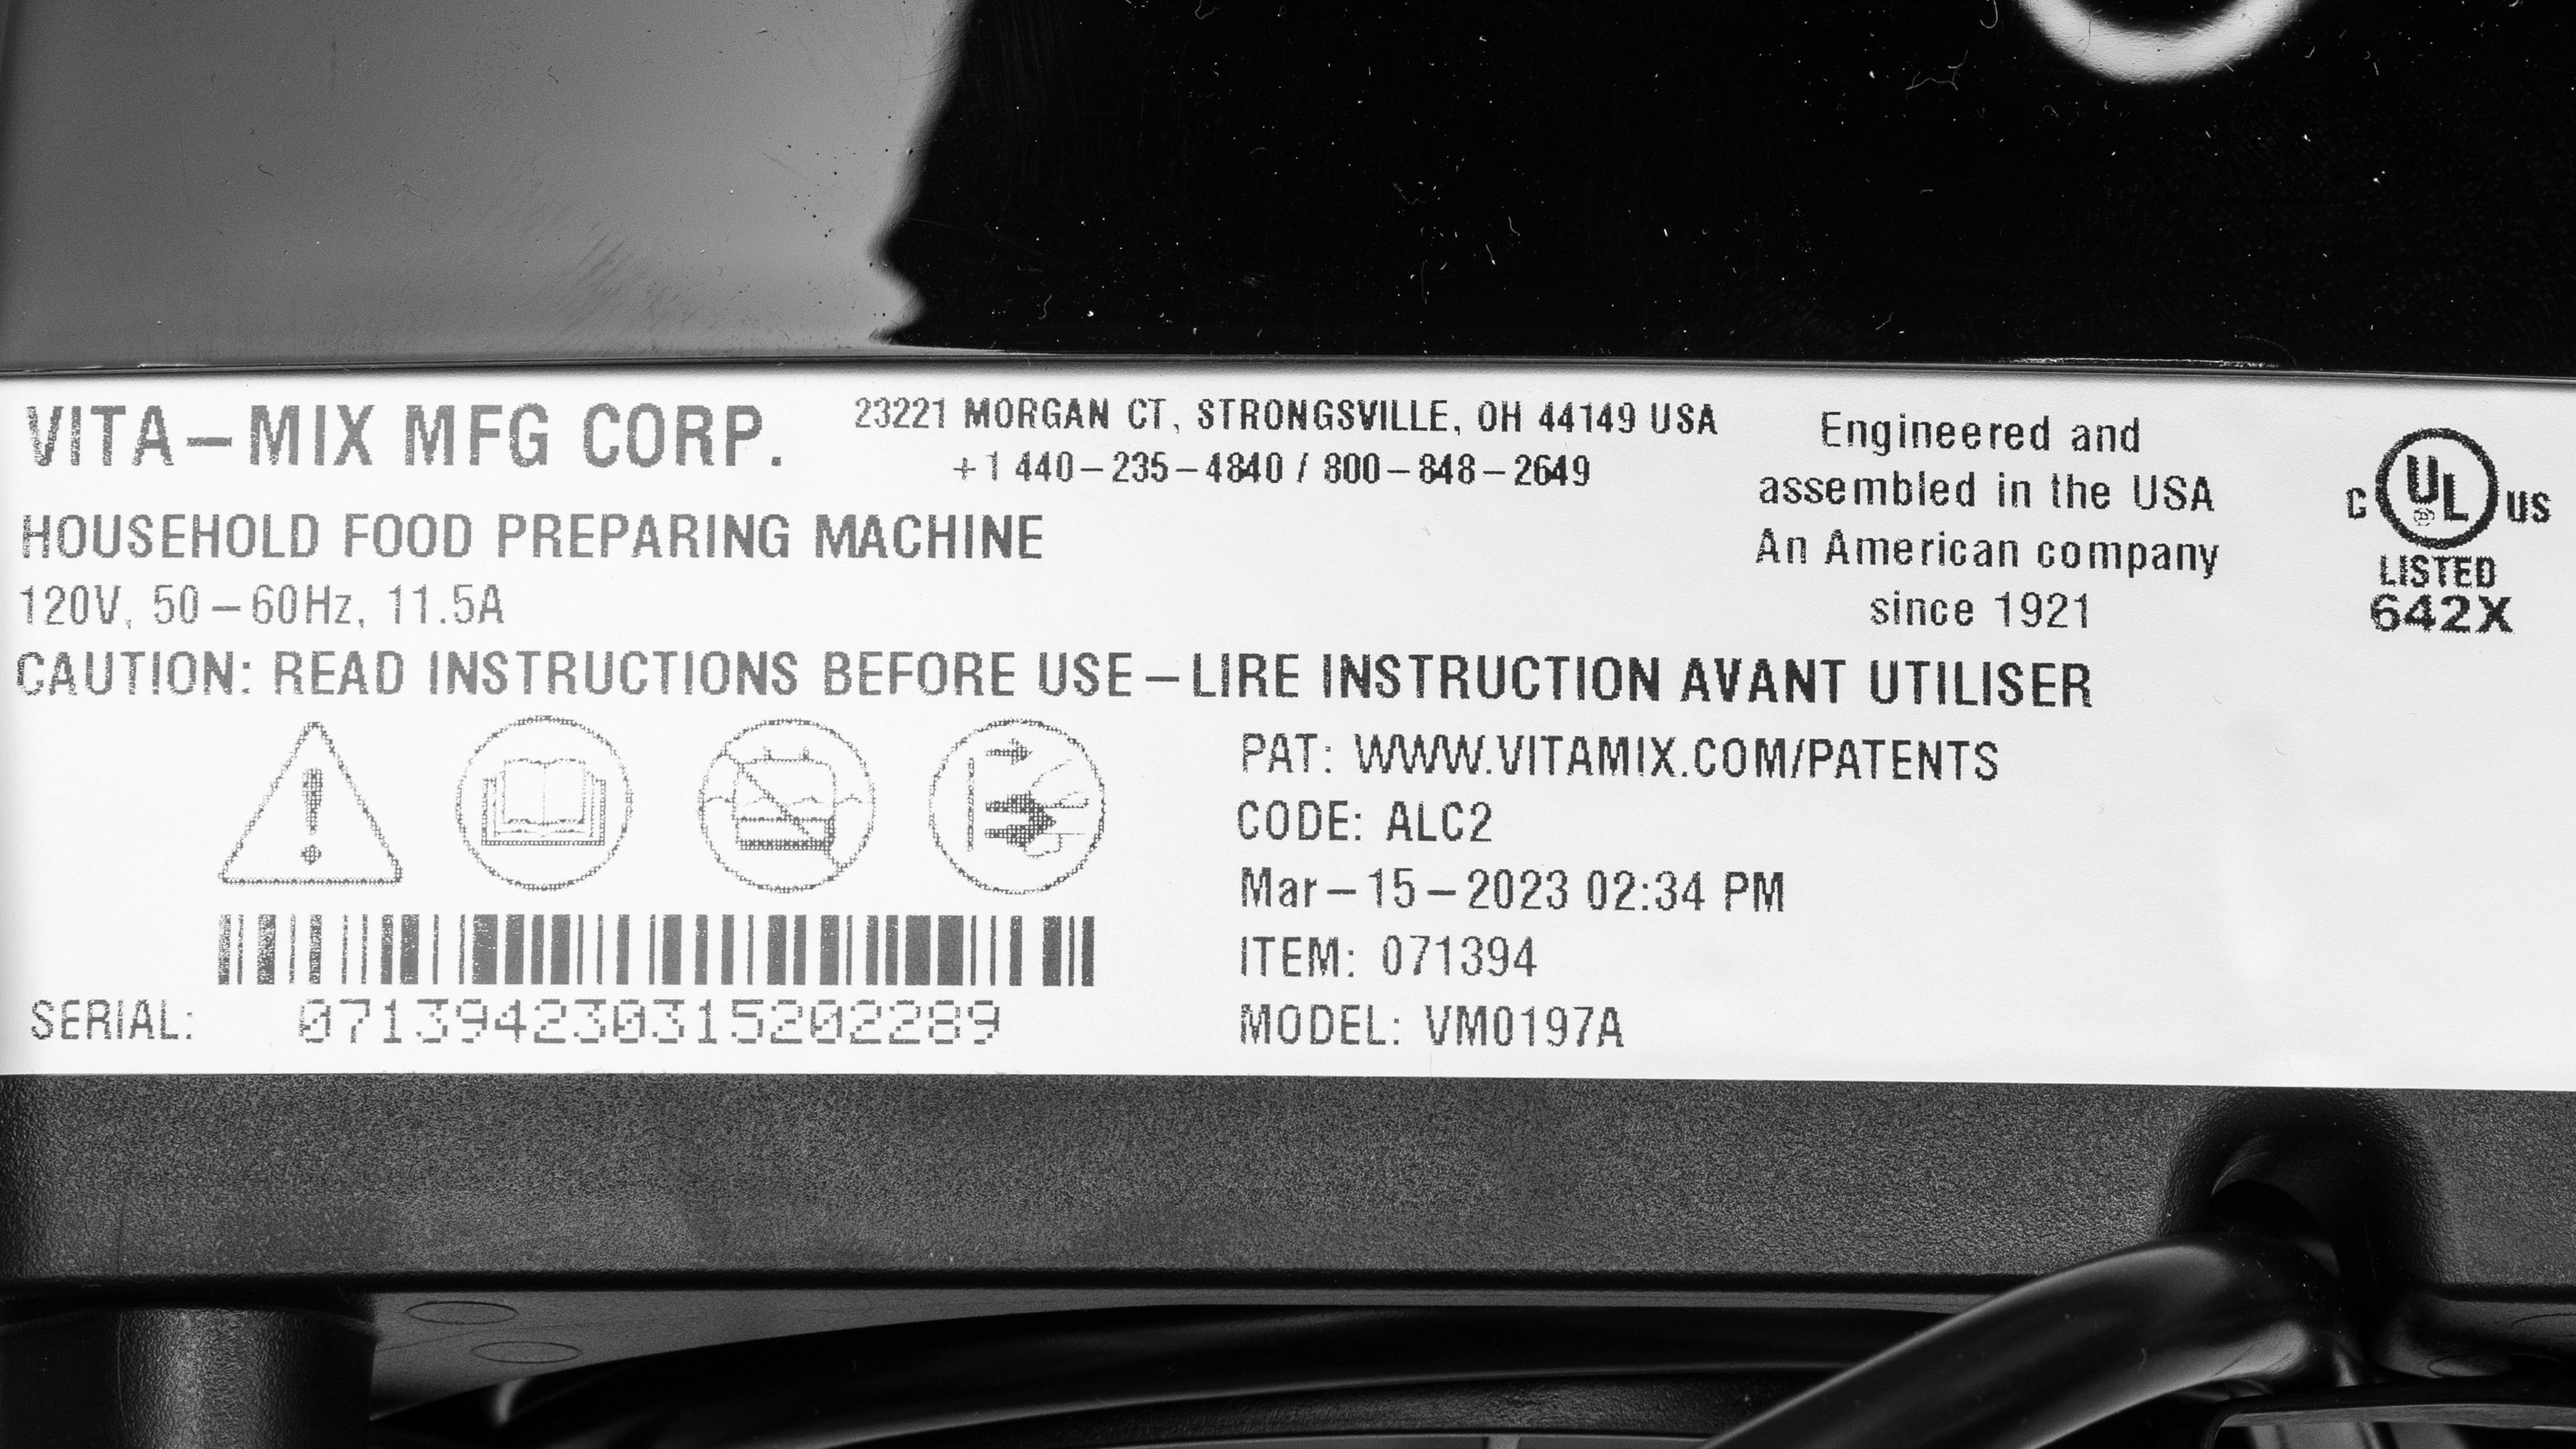 VITA-MIX MFG CORP.
23221 MORGAN CT, STRONGSVILLE, OH 44149 USA
+1 440-235-4840 / 800-848-2649
HOUSEHOLD FOOD PREPARING MACHINE
120V, 50-60Hz, 11.5A
Engineered and
assembled in the USA
An American company
since 1921
C UL ® US
LISTED
642X
CAUTION: READ INSTRUCTIONS BEFORE USE-LIRE INSTRUCTION AVANT UTILISER
PAT: WWW.VITAMIX.COM/PATENTS
CODE: ALC2
Mar-15-2023 02:34 PM
ITEM: 071394
MODEL: VM0197A
SERIAL: 071394230315202289